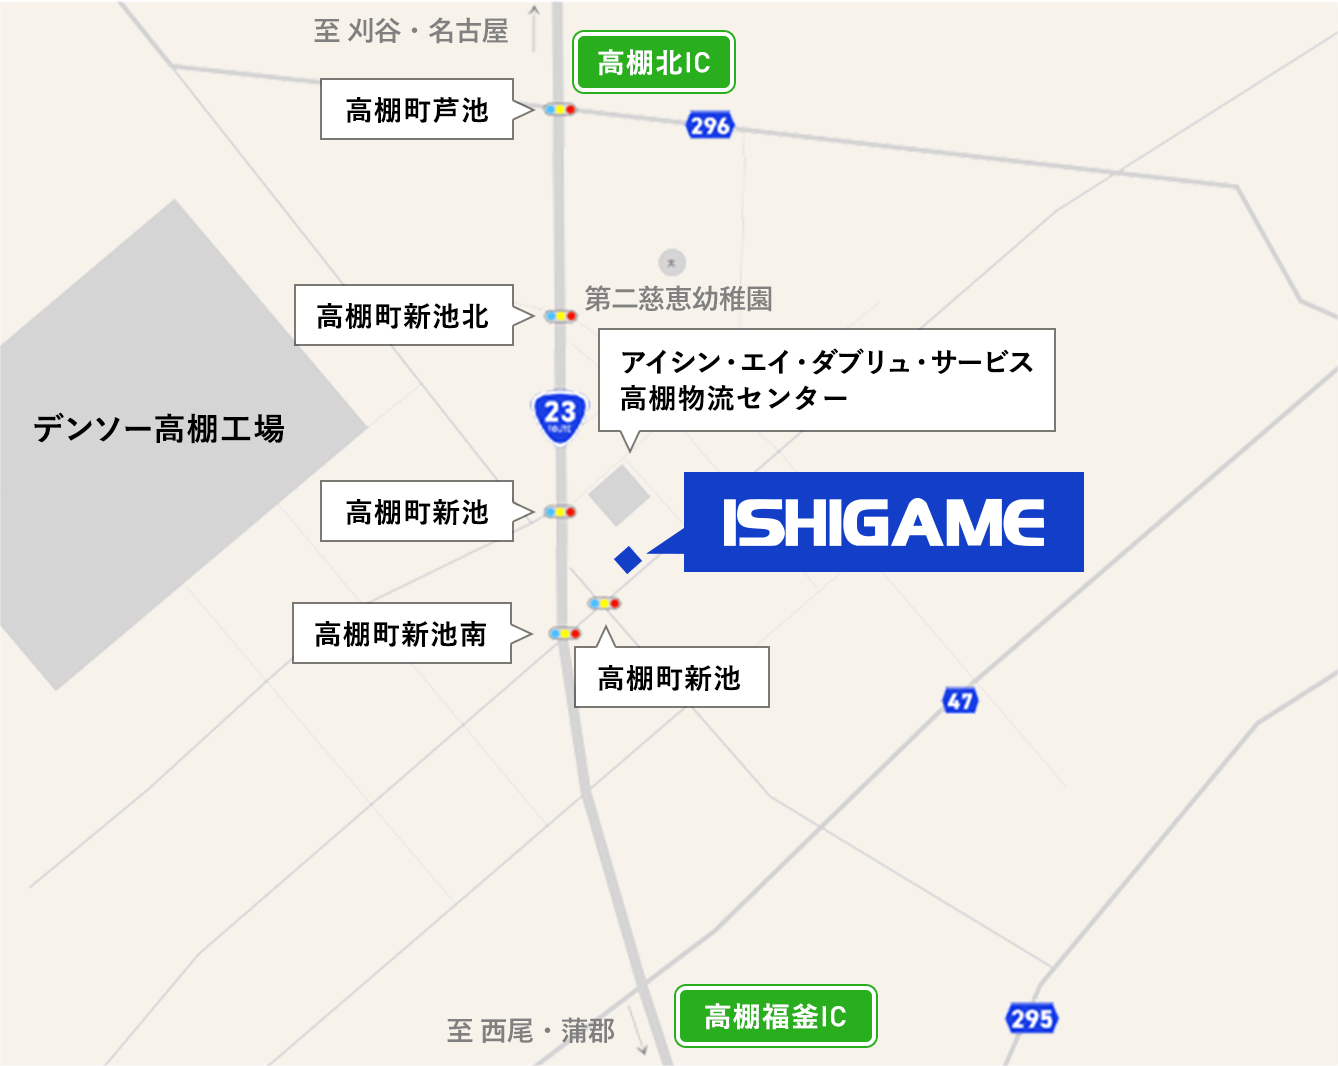 至 刈谷・名古屋
高棚北IC
高棚町芦池
296
第二慈恵幼稚園
高棚町新池北
アイシン・エイ・ダブリュ・サービス
高棚物流センター
23
ROUTE
デンソー高棚工場
高棚町新池
ISHIGAME
高棚町新池南
高棚町新池
47
高棚福釜IC
295
至 西尾・蒲郡